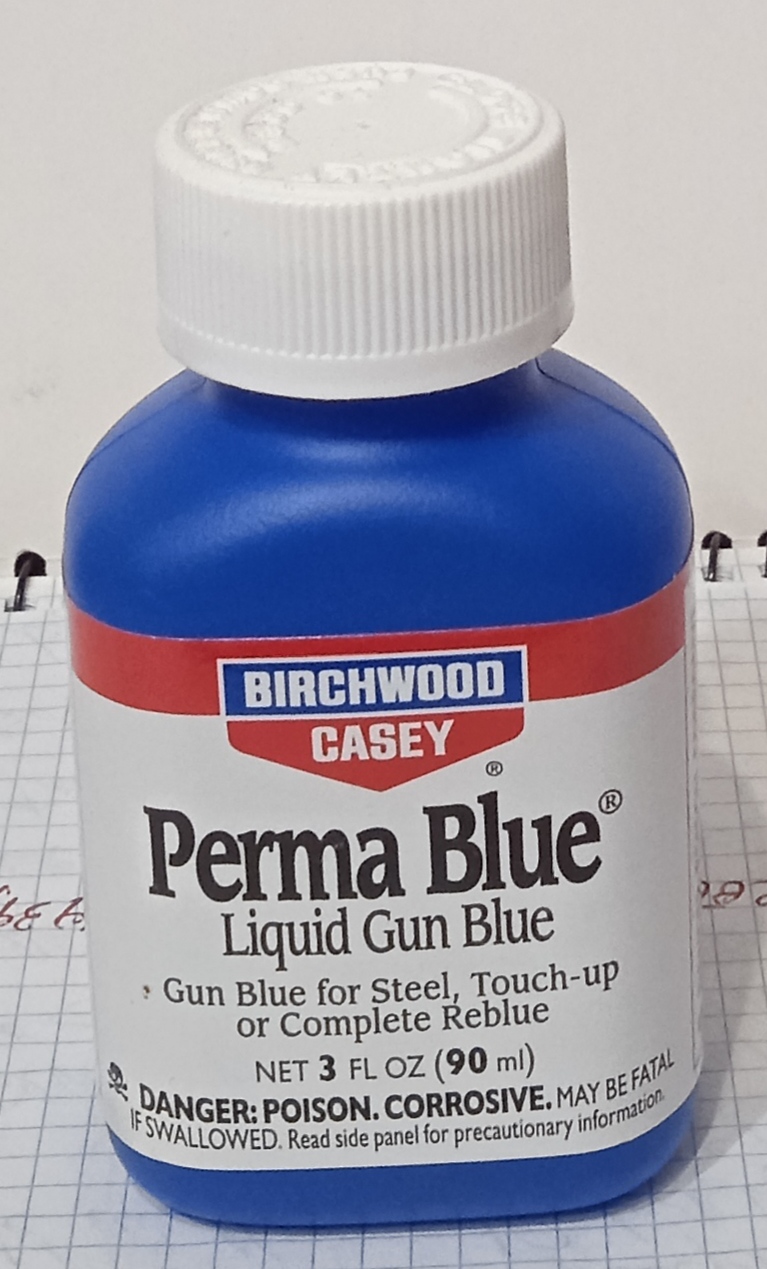 BIRCHWOOD
CASEY
®
Perma Blue®
Liquid Gun Blue
Gun Blue for Steel, Touch-up
or Complete Reblue
NET 3 FL OZ (90 ml)
DANGER: POISON. CORROSIVE. MAY BE FATAL
IF SWALLOWED. Read side panel for precautionary information.